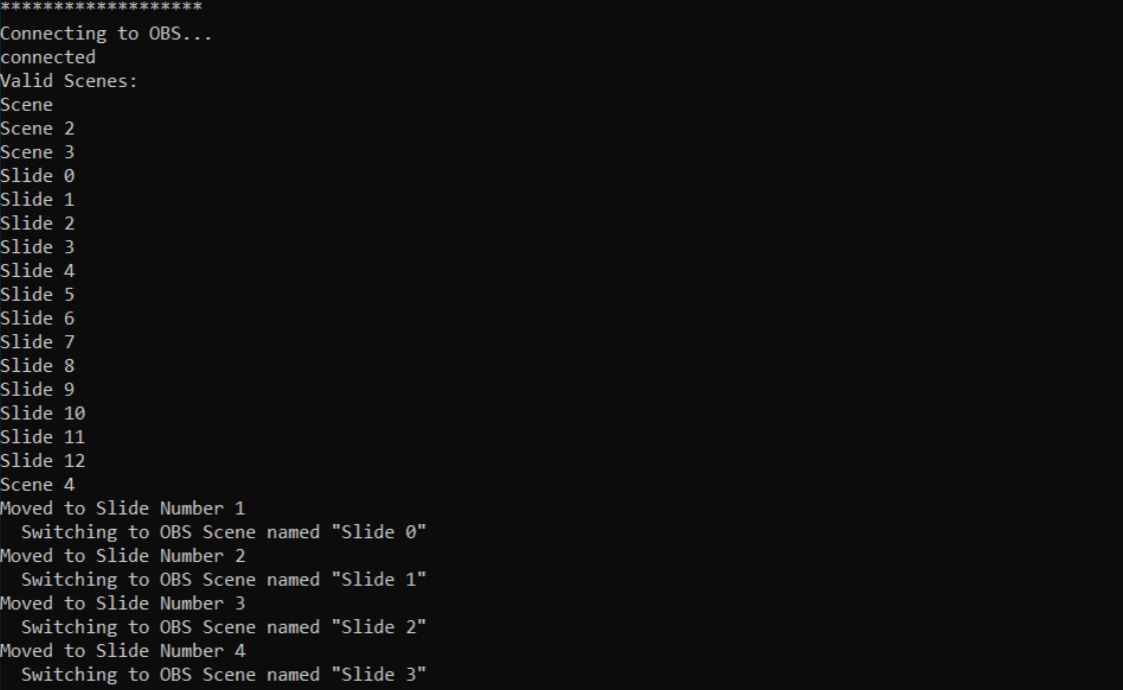 *******************
Connecting to OBS...
connected
Valid Scenes:
Scene
Scene 2
Scene 3
Slide 0
Slide 1
Slide 2
Slide 3
Slide 4
Slide 5
Slide 6
Slide 7
Slide 8
Slide 9
Slide 10
Slide 11
Slide 12
Scene 4
Moved to Slide Number 1
  Switching to OBS Scene named "Slide 0"
Moved to Slide Number 2
  Switching to OBS Scene named "Slide 1"
Moved to Slide Number 3
  Switching to OBS Scene named "Slide 2"
Moved to Slide Number 4
  Switching to OBS Scene named "Slide 3"